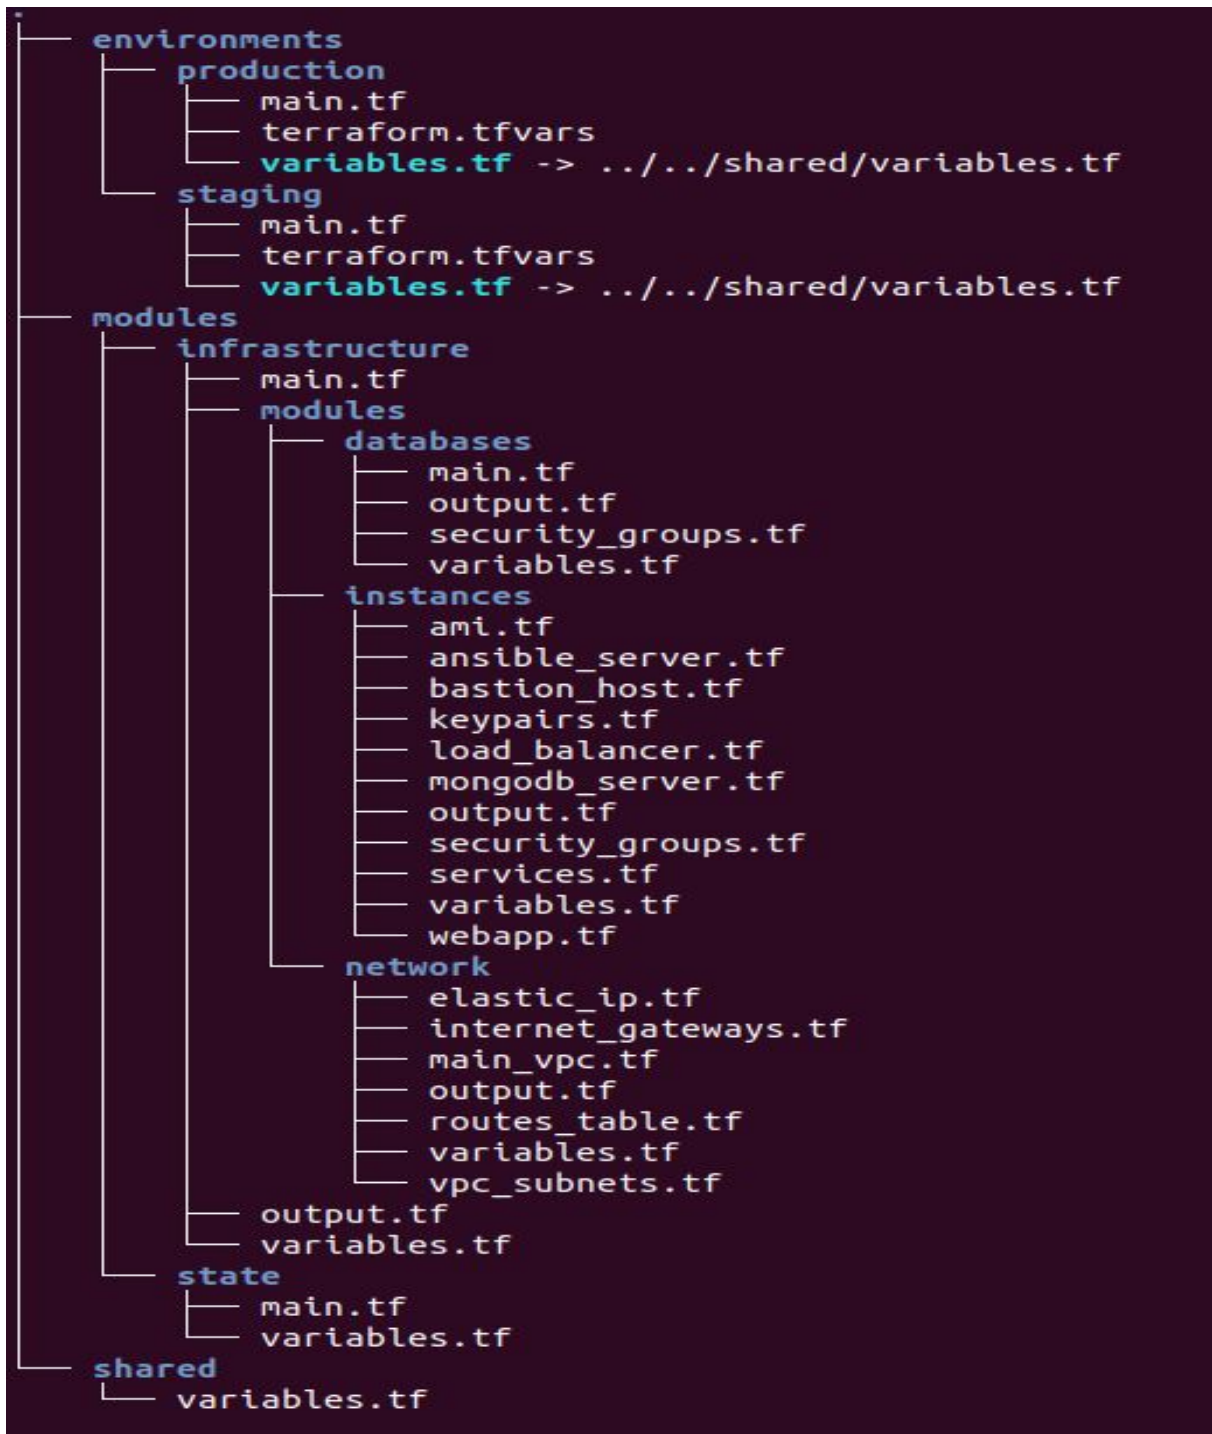 .
├── environments
│   ├── production
│   │   ├── main.tf
│   │   ├── terraform.tfvars
│   │   └── variables.tf -> ../../shared/variables.tf
│   └── staging
│       ├── main.tf
│       ├── terraform.tfvars
│       └── variables.tf -> ../../shared/variables.tf
├── modules
│   ├── infrastructure
│   │   ├── main.tf
│   │   ├── modules
│   │   │   ├── databases
│   │   │   │   ├── main.tf
│   │   │   │   ├── output.tf
│   │   │   │   ├── security_groups.tf
│   │   │   │   └── variables.tf
│   │   │   ├── instances
│   │   │   │   ├── ami.tf
│   │   │   │   ├── ansible_server.tf
│   │   │   │   ├── bastion_host.tf
│   │   │   │   ├── keypairs.tf
│   │   │   │   ├── load_balancer.tf
│   │   │   │   ├── mongodb_server.tf
│   │   │   │   ├── output.tf
│   │   │   │   ├── security_groups.tf
│   │   │   │   ├── services.tf
│   │   │   │   ├── variables.tf
│   │   │   │   └── webapp.tf
│   │   │   └── network
│   │   │       ├── elastic_ip.tf
│   │   │       ├── internet_gateways.tf
│   │   │       ├── main_vpc.tf
│   │   │       ├── output.tf
│   │   │       ├── routes_table.tf
│   │   │       ├── variables.tf
│   │   │       └── vpc_subnets.tf
│   │   ├── output.tf
│   │   └── variables.tf
│   └── state
│       ├── main.tf
│       └── variables.tf
└── shared
    └── variables.tf